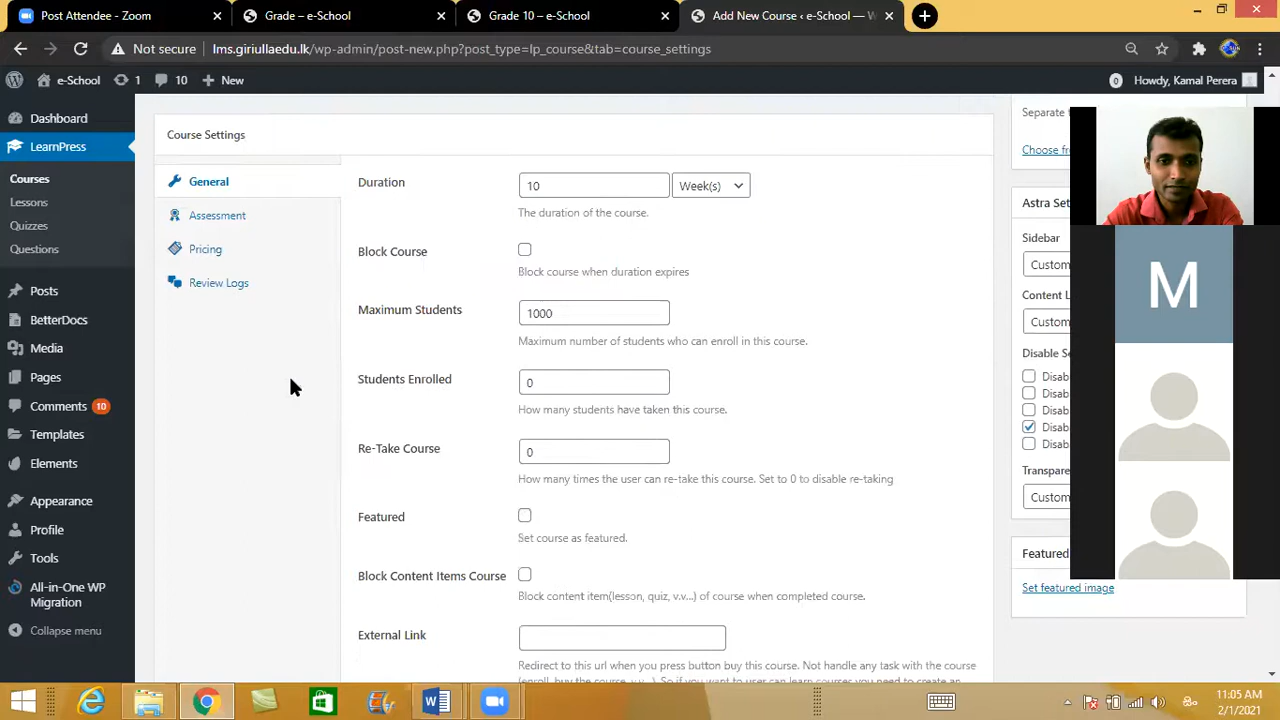 Post Attendee - Zoom
Grade – e-School
Grade 10 – e-School
Add New Course ‹ e-School — W
Not secure
lms.giriullaedu.lk/wp-admin/post-new.php?post_type=lp_course&tab=course_settings
e-School
1
10
New
0
Howdy, Kamal Perera
Dashboard
LearnPress
Courses
Lessons
Quizzes
Questions
Posts
BetterDocs
Media
Pages
Comments 10
Templates
Elements
Appearance
Profile
Tools
All-in-One WP
Migration
Collapse menu
Course Settings
General
Assessment
Pricing
Review Logs
Duration
10
Week(s)
The duration of the course.
Block Course
Block course when duration expires
Maximum Students
1000
Maximum number of students who can enroll in this course.
Students Enrolled
0
How many students have taken this course.
Re-Take Course
0
How many times the user can re-take this course. Set to 0 to disable re-taking
Featured
Set course as featured.
Block Content Items Course
Block content item(lesson, quiz, v.v...) of course when completed course.
External Link
Redirect to this url when you press button buy this course. Not handle any task with the course
(enroll, buy the course, v.v...). So if you want to user can learn courses you need to create an
Separate t
Choose fr
Astra Set
Sidebar
Custom
Content L
Custom
Disable Se
Disab
Disab
Disab
Disab
Disab
Transpare
Custom
Featured
Set featured image
M
11:05 AM
2/1/2021